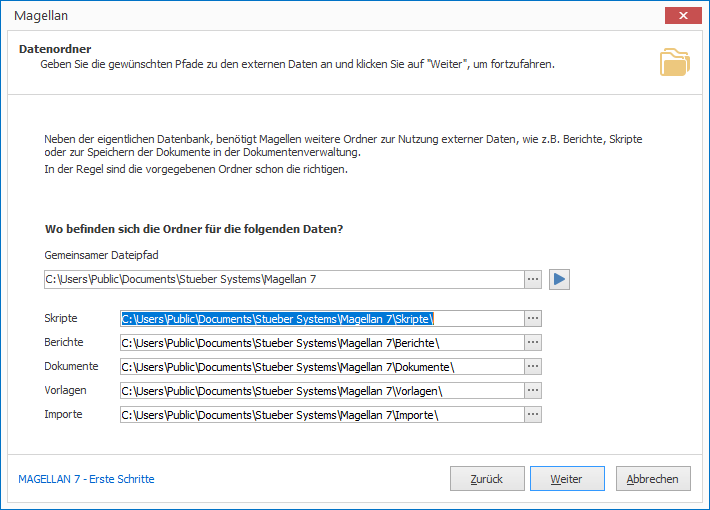 Magellan
Datenordner
Geben Sie die gewünschten Pfade zu den externen Daten an und klicken Sie auf "Weiter", um fortzufahren.
Neben der eigentlichen Datenbank, benötigt Magellen weitere Ordner zur Nutzung externer Daten, wie z.B. Berichte, Skripte
oder zur Speichern der Dokumente in der Dokumentenverwaltung.
In der Regel sind die vorgegebenen Ordner schon die richtigen.
Wo befinden sich die Ordner für die folgenden Daten?
Gemeinsamer Dateipfad
C:\Users\Public\Documents\Stueber Systems\Magellan 7 ...
Skripte C:\Users\Public\Documents\Stueber Systems\Magellan 7\Skripte\ ...
Berichte C:\Users\Public\Documents\Stueber Systems\Magellan 7\Berichte\ ...
Dokumente C:\Users\Public\Documents\Stueber Systems\Magellan 7\Dokumente\ ...
Vorlagen C:\Users\Public\Documents\Stueber Systems\Magellan 7\Vorlagen\ ...
Importe C:\Users\Public\Documents\Stueber Systems\Magellan 7\Importe\ ...
MAGELLAN 7 - Erste Schritte Zurück Weiter Abbrechen